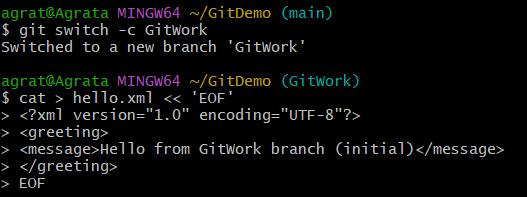 agrat@Agrata MINGW64 ~/GitDemo (main)
$ git switch -c GitWork
Switched to a new branch 'GitWork'
agrat@Agrata MINGW64 ~/GitDemo (GitWork)
$ cat > hello.xml << 'EOF'
> <?xml version="1.0" encoding="UTF-8"?>
> <greeting>
> <message>Hello from GitWork branch (initial)</message>
> </greeting>
> EOF